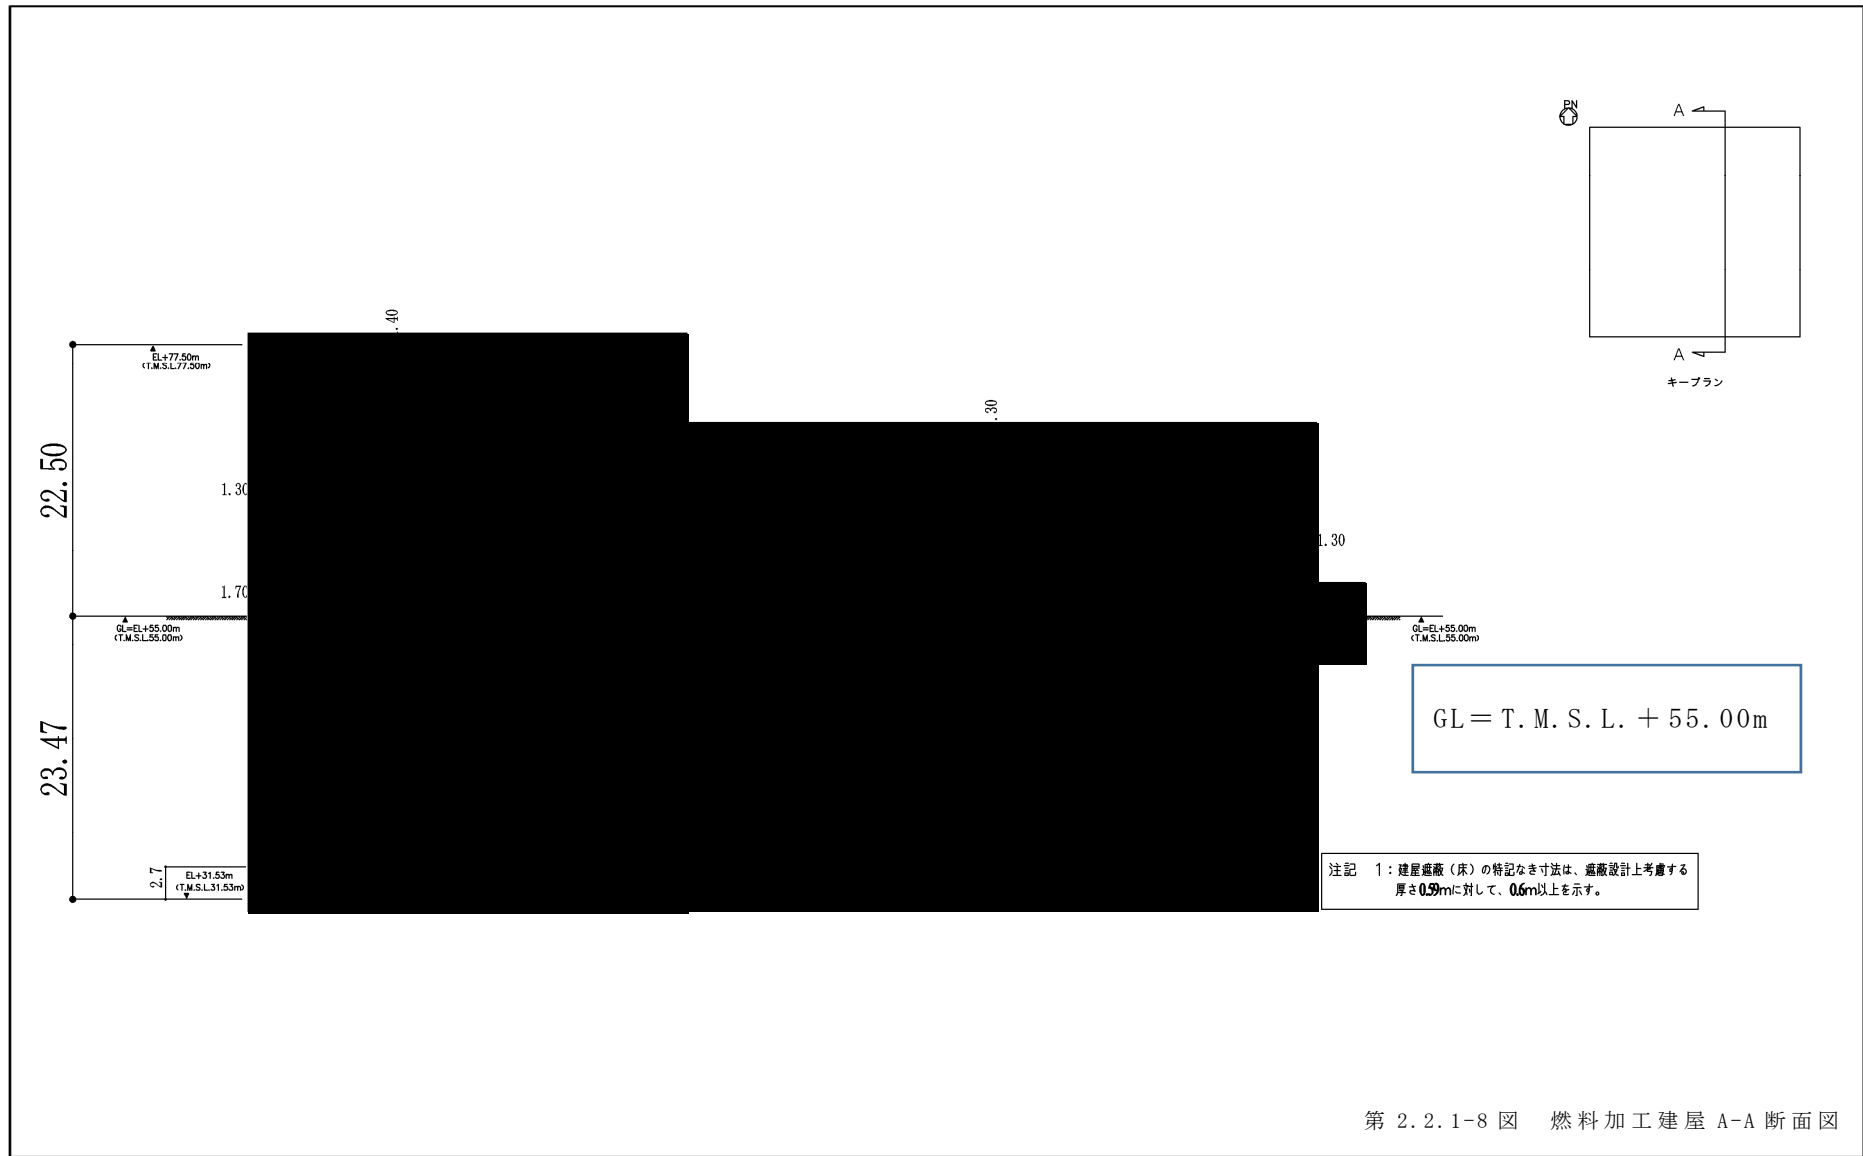 PN
A
A
キープラン
.40
EL+77.50m
(T.M.S.L.77.50m)
.30
22.50
1.30
1.30
1.70
GL=EL+55.00m
(T.M.S.L.55.00m)
GL=EL+55.00m
(T.M.S.L.55.00m)
GL=T.M.S.L.+55.00m
23.47
2.7
EL+31.53m
(T.M.S.L.31.53m)
注記 1：建屋遮蔽（床）の特記なき寸法は、遮蔽設計上考慮する
厚さ0.59mに対して、0.6m以上を示す。
第 2.2.1-8 図 燃料加工建屋 A-A 断面図